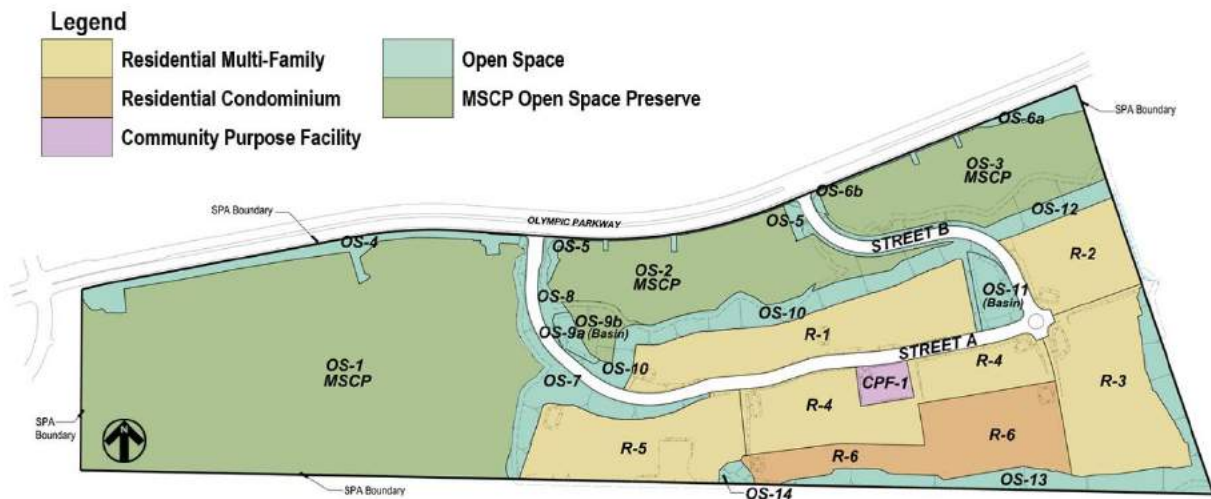 Legend
Residential Multi-Family
Open Space
Residential Condominium
MSCP Open Space Preserve
Community Purpose Facility
SPA Boundary
OS-6a
OS-3
MSCP
OS-6b
SPA Boundary
OLYMPIC PARKWAY
OS-5
OS-12
OS-4
OS-5
STREET B
R-2
OS-2
MSCP
OS-8
OS-11
(Basin)
OS-9b
(Basin)
OS-9a
OS-10
R-1
STREET A
OS-1
MSCP
OS-7
OS-10
R-4
CPF-1
R-3
R-4
SPA
Boundary
N
R-5
R-6
R-6
OS-13
OS-14
SPA Boundary